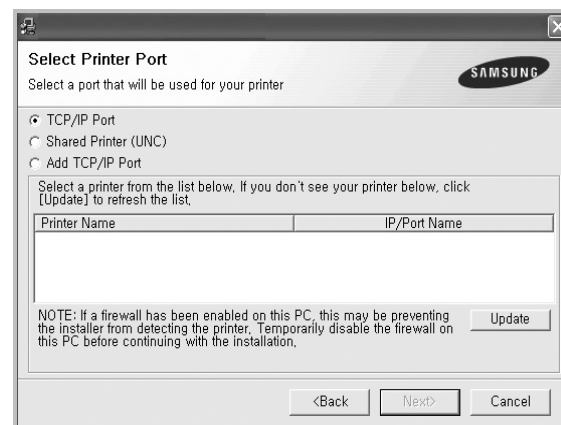 Select Printer Port
Select a port that will be used for your printer
SAMSUNG
TCP/IP Port
Shared Printer (UNC)
Add TCP/IP Port
Select a printer from the list below, If you don't see your printer below, click
[Update] to refresh the list,
Printer Name IP/Port Name
NOTE: If a firewall has been enabled on this PC, this may be preventing
the installer from detecting the printer, Temporarily disable the firewall on
this PC before continuing with the installation,
Update
<Back Next> Cancel